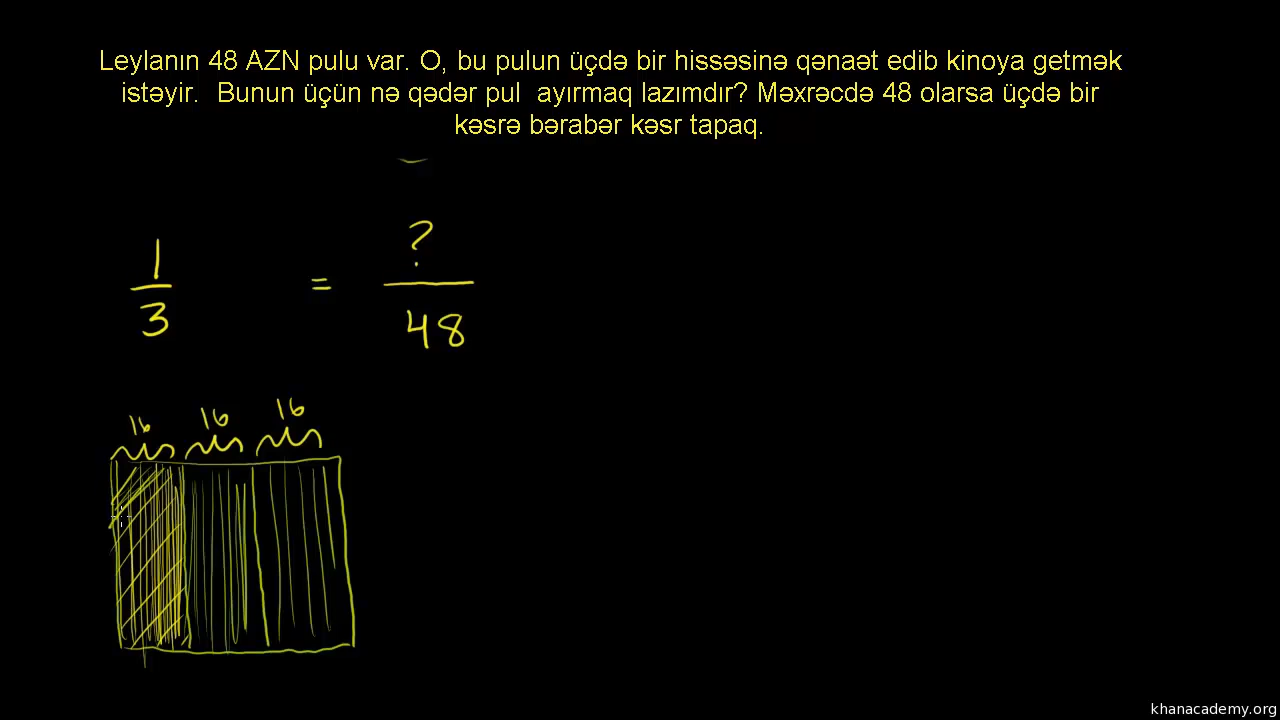 Leylanın 48 AZN pulu var. O, bu pulun üçdə bir hissəsinə qənaət edib kinoya getmək
istəyir. Bunun üçün nə qədər pul ayırmaq lazımdır? Məxrəcdə 48 olarsa üçdə bir
kəsrə bərabər kəsr tapaq.
1/3 = ?/48
16 16 16
khanacademy.org